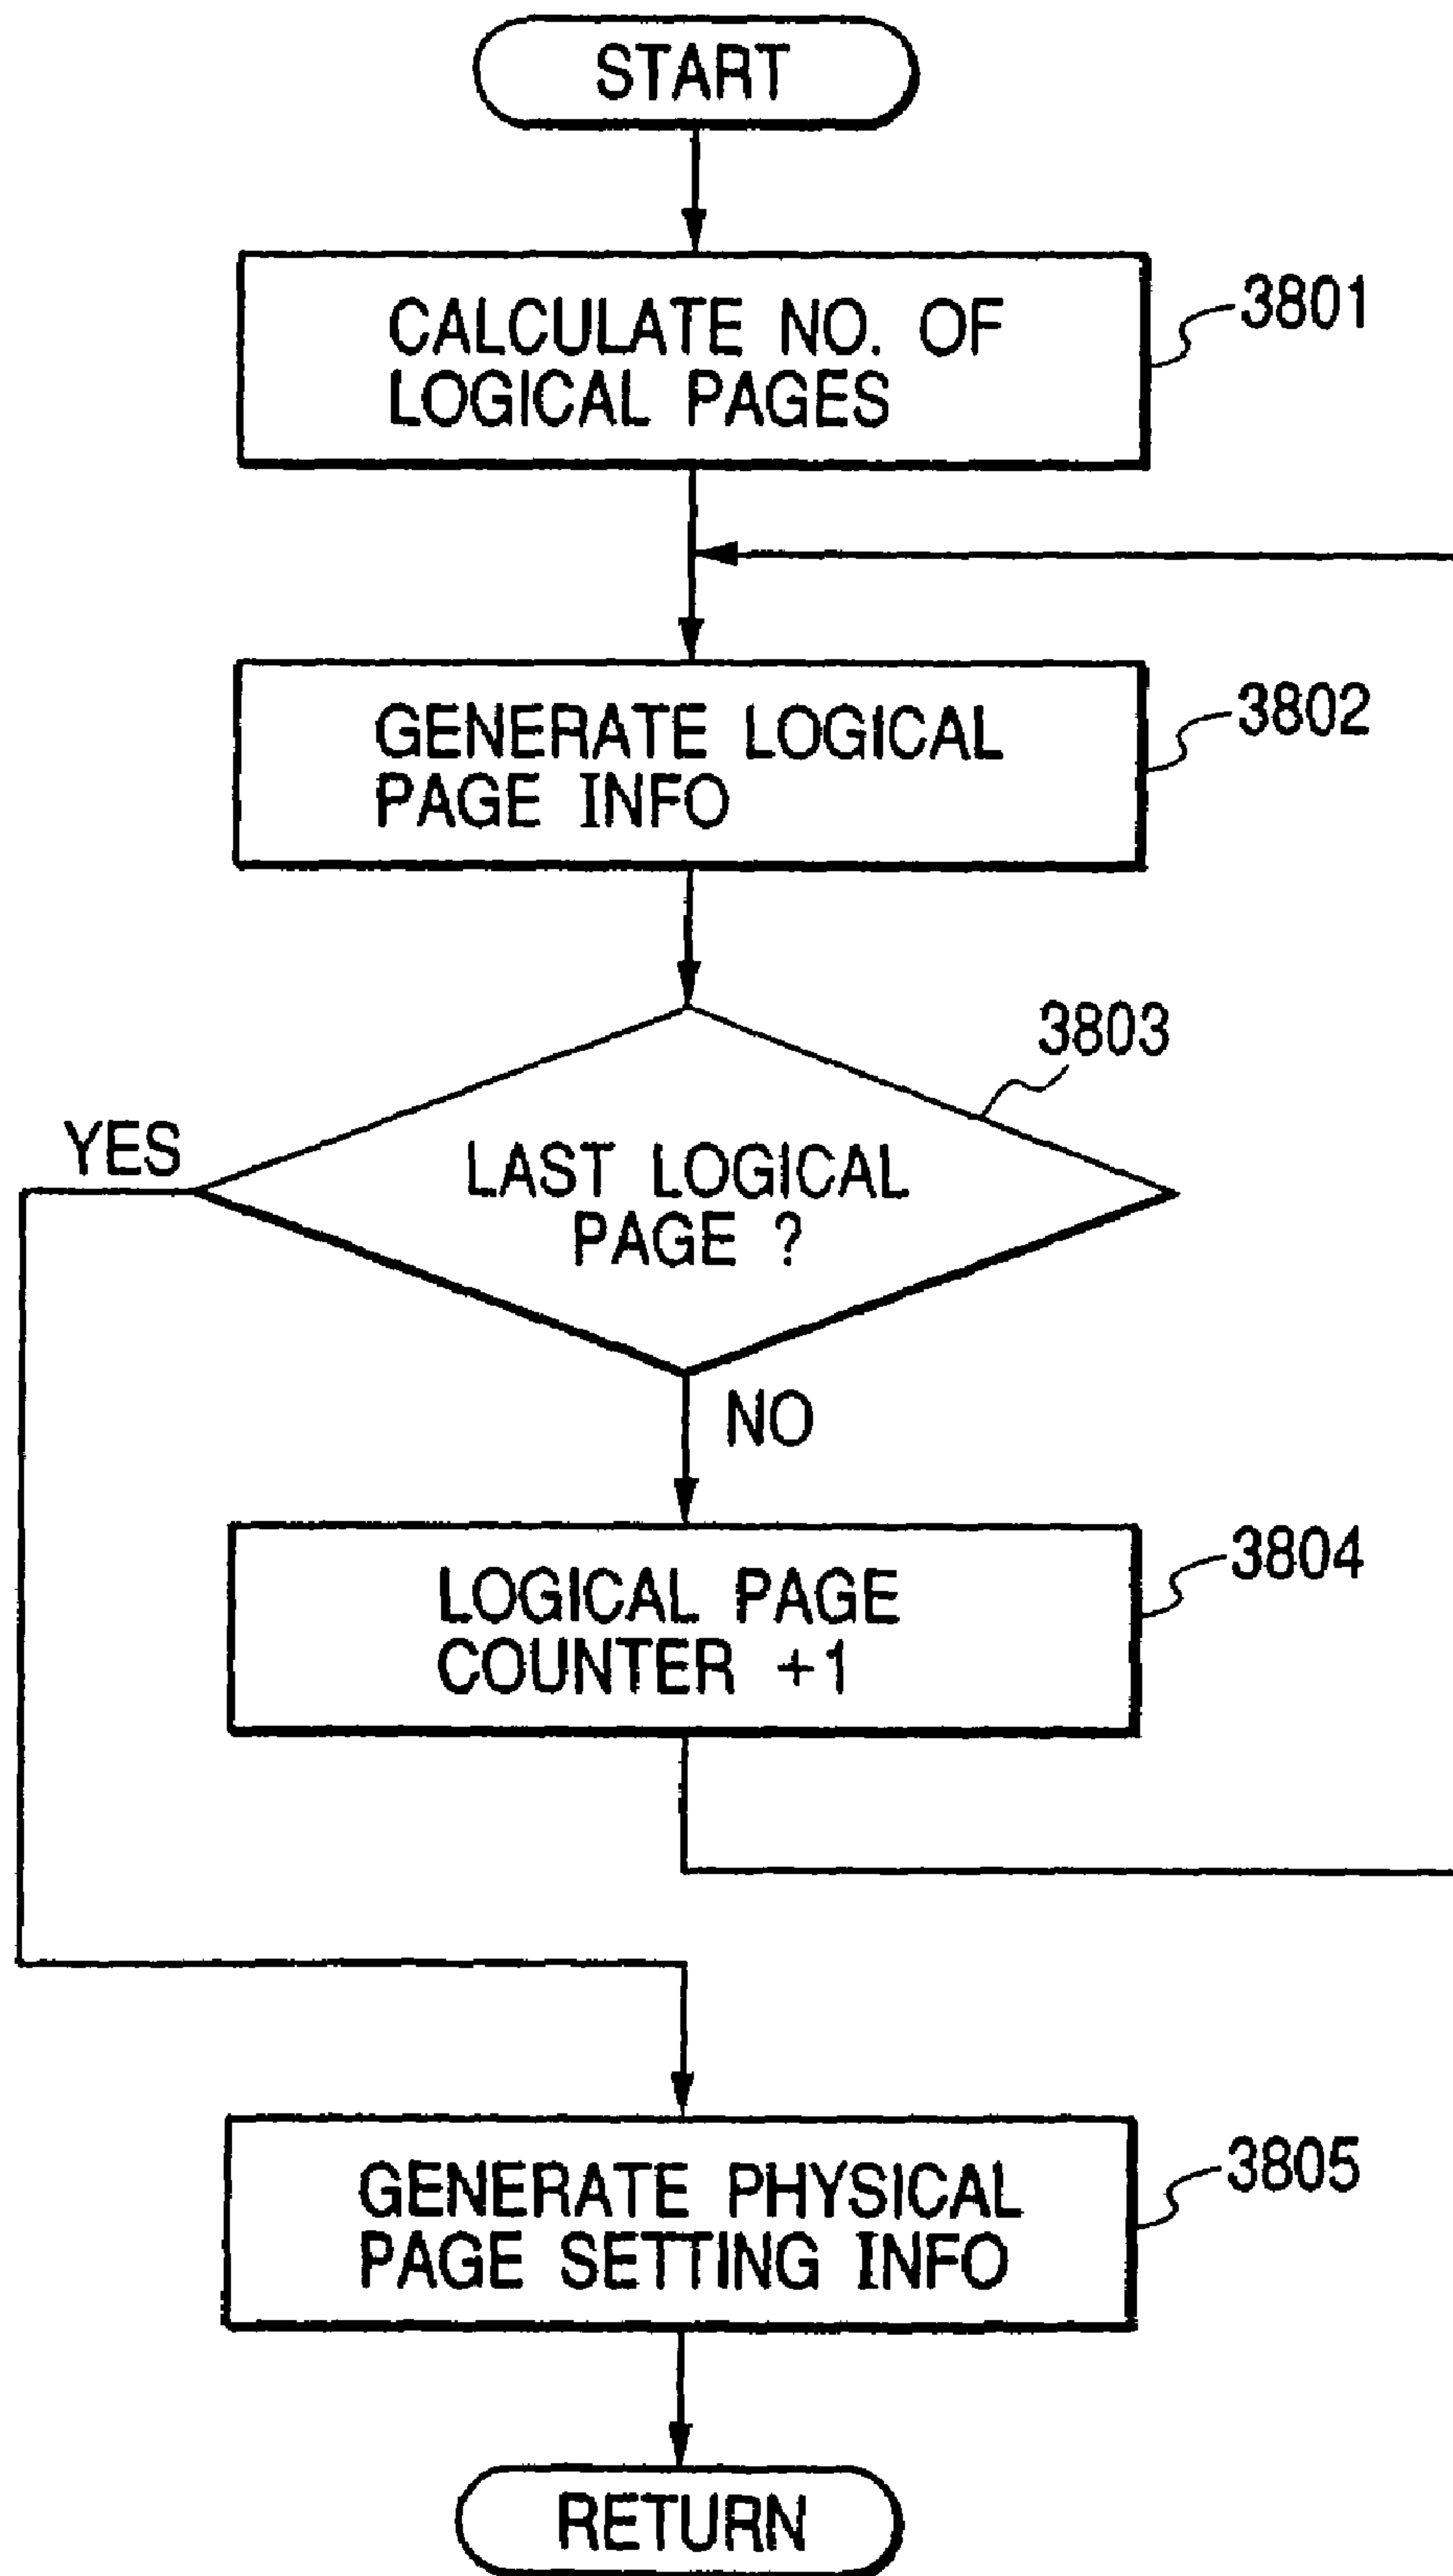 START
CALCULATE NO. OF
LOGICAL PAGES
3801
GENERATE LOGICAL
PAGE INFO
3802
3803
YES
LAST LOGICAL
PAGE ?
NO
LOGICAL PAGE
COUNTER +1
3804
GENERATE PHYSICAL
PAGE SETTING INFO
3805
RETURN